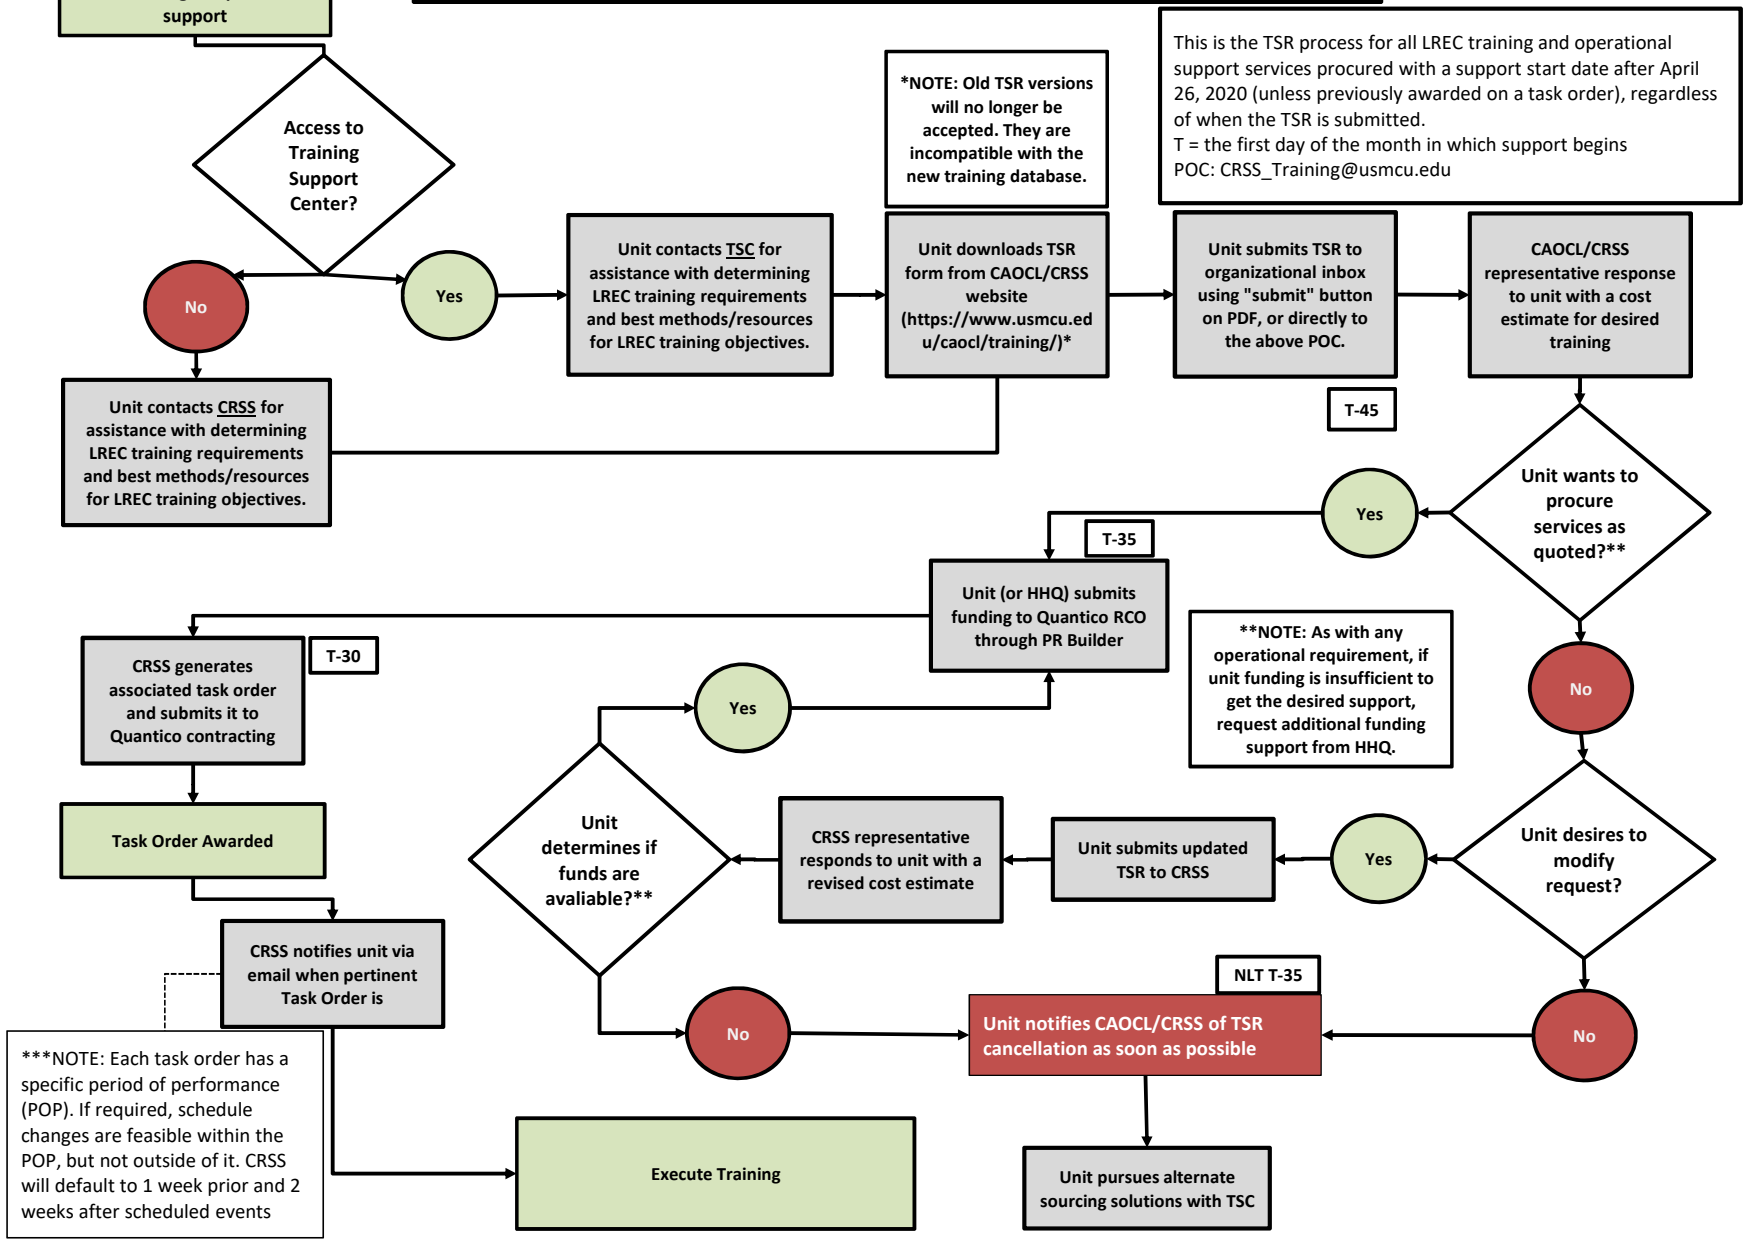 support
This is the TSR process for all LREC training and operational
support services procured with a support start date after April
26, 2020 (unless previously awarded on a task order), regardless
of when the TSR is submitted.
T = the first day of the month in which support begins
POC: CRSS_Training@usmcu.edu
*NOTE: Old TSR versions
will no longer be
accepted. They are
incompatible with the
new training database.
Access to
Training
Support
Center?
No
Yes
Unit contacts TSC for
assistance with determining
LREC training requirements
and best methods/resources
for LREC training objectives.
Unit downloads TSR
form from CAOCL/CRSS
website
(https://www.usmcu.ed
u/caocl/training/)*
Unit submits TSR to
organizational inbox
using "submit" button
on PDF, or directly to
the above POC.
CAOCL/CRSS
representative response
to unit with a cost
estimate for desired
training
Unit contacts CRSS for
assistance with determining
LREC training requirements
and best methods/resources
for LREC training objectives.
T-45
Unit wants to
procure
services as
quoted?**
Yes
T-35
Unit (or HHQ) submits
funding to Quantico RCO
through PR Builder
**NOTE: As with any
operational requirement, if
unit funding is insufficient to
get the desired support,
request additional funding
support from HHQ.
No
T-30
CRSS generates
associated task order
and submits it to
Quantico contracting
Yes
Task Order Awarded
Unit
determines if
funds are
avaliable?**
CRSS representative
responds to unit with a
revised cost estimate
Unit submits updated
TSR to CRSS
Yes
Unit desires to
modify
request?
CRSS notifies unit via
email when pertinent
Task Order is
NLT T-35
No
Unit notifies CAOCL/CRSS of TSR
cancellation as soon as possible
No
***NOTE: Each task order has a
specific period of performance
(POP). If required, schedule
changes are feasible within the
POP, but not outside of it. CRSS
will default to 1 week prior and 2
weeks after scheduled events
Execute Training
Unit pursues alternate
sourcing solutions with TSC